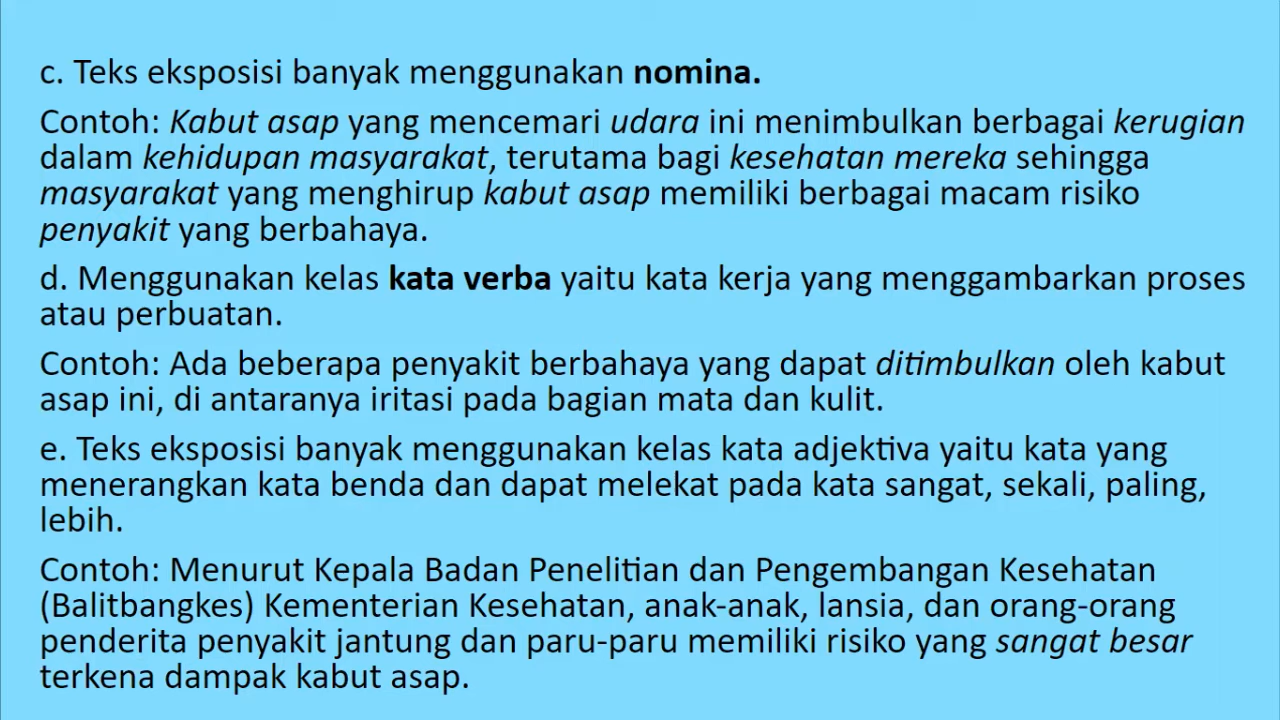 c. Teks eksposisi banyak menggunakan nomina.
Contoh: Kabut asap yang mencemari udara ini menimbulkan berbagai kerugian
dalam kehidupan masyarakat, terutama bagi kesehatan mereka sehingga
masyarakat yang menghirup kabut asap memiliki berbagai macam risiko
penyakit yang berbahaya.
d. Menggunakan kelas kata verba yaitu kata kerja yang menggambarkan proses
atau perbuatan.
Contoh: Ada beberapa penyakit berbahaya yang dapat ditimbulkan oleh kabut
asap ini, di antaranya iritasi pada bagian mata dan kulit.
e. Teks eksposisi banyak menggunakan kelas kata adjektiva yaitu kata yang
menerangkan kata benda dan dapat melekat pada kata sangat, sekali, paling,
lebih.
Contoh: Menurut Kepala Badan Penelitian dan Pengembangan Kesehatan
(Balitbangkes) Kementerian Kesehatan, anak-anak, lansia, dan orang-orang
penderita penyakit jantung dan paru-paru memiliki risiko yang sangat besar
terkena dampak kabut asap.